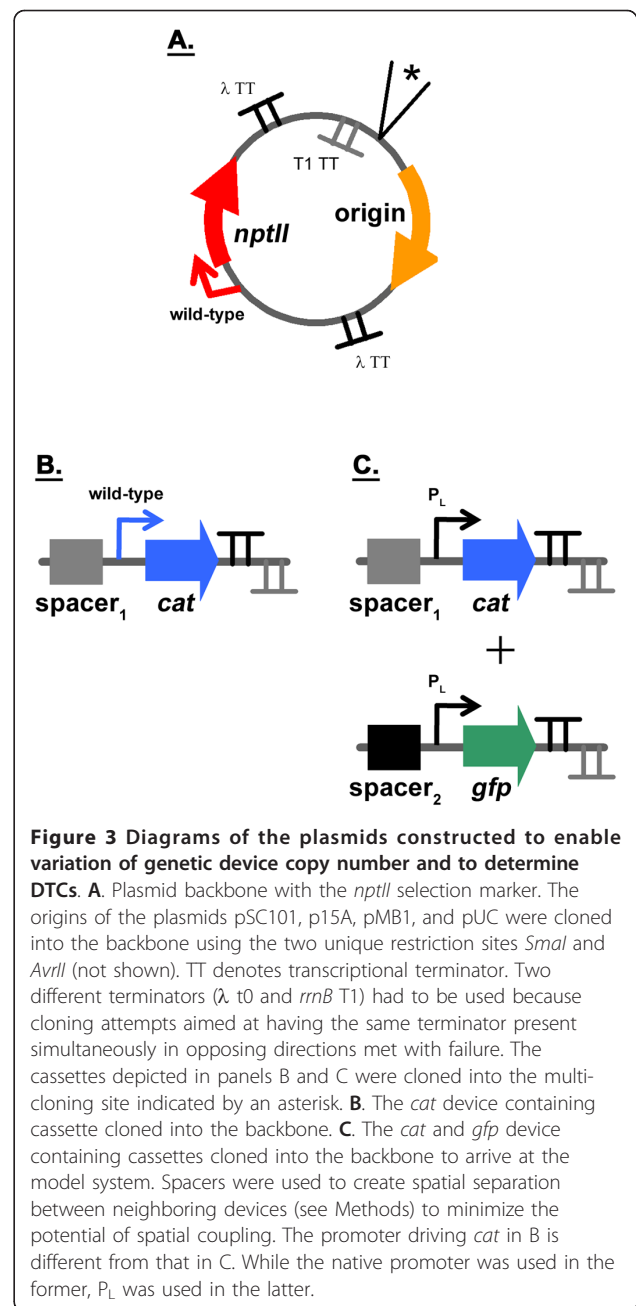 A.
*
λ TT
T1 TT
nptII
origin
wild-type
λ TT
B.
C.
wild-type
P_L
spacer₁
cat
spacer₁
cat
+
P_L
spacer₂
gfp
Figure 3 Diagrams of the plasmids constructed to enable
variation of genetic device copy number and to determine
DTCs. A. Plasmid backbone with the nptII selection marker. The
origins of the plasmids pSC101, p15A, pMB1, and pUC were cloned
into the backbone using the two unique restriction sites SmaI and
AvrII (not shown). TT denotes transcriptional terminator. Two
different terminators (λ t0 and rrnB T1) had to be used because
cloning attempts aimed at having the same terminator present
simultaneously in opposing directions met with failure. The
cassettes depicted in panels B and C were cloned into the multi-
cloning site indicated by an asterisk. B. The cat device containing
cassette cloned into the backbone. C. The cat and gfp device
containing cassettes cloned into the backbone to arrive at the
model system. Spacers were used to create spatial separation
between neighboring devices (see Methods) to minimize the
potential of spatial coupling. The promoter driving cat in B is
different from that in C. While the native promoter was used in the
former, P_L was used in the latter.